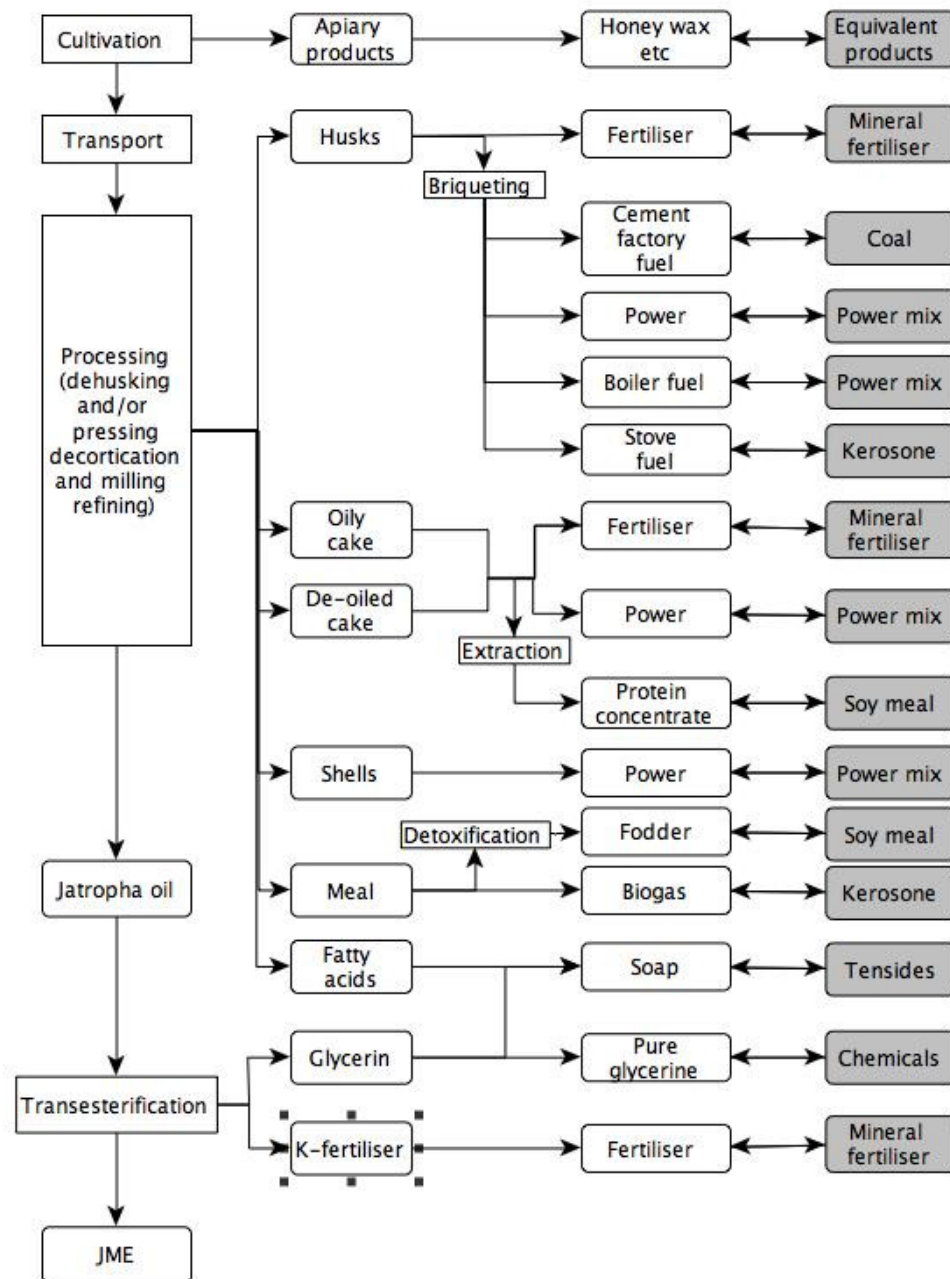 Cultivation
Apiary
products
Honey wax
etc
Equivalent
products
Transport
Husks
Fertiliser
Mineral
fertiliser
Briqueting
Cement
factory
fuel
Coal
Power
Power mix
Processing
(dehusking
and/or
pressing
decortication
and milling
refining)
Boiler fuel
Power mix
Stove
fuel
Kerosone
Oily
cake
Fertiliser
Mineral
fertiliser
De-oiled
cake
Power
Power mix
Extraction
Protein
concentrate
Soy meal
Shells
Power
Power mix
Detoxification
Fodder
Soy meal
Jatropha oil
Meal
Biogas
Kerosone
Fatty
acids
Soap
Tensides
Glycerin
Pure
glycerine
Chemicals
Transesterification
K-fertiliser
Fertiliser
Mineral
fertiliser
JME